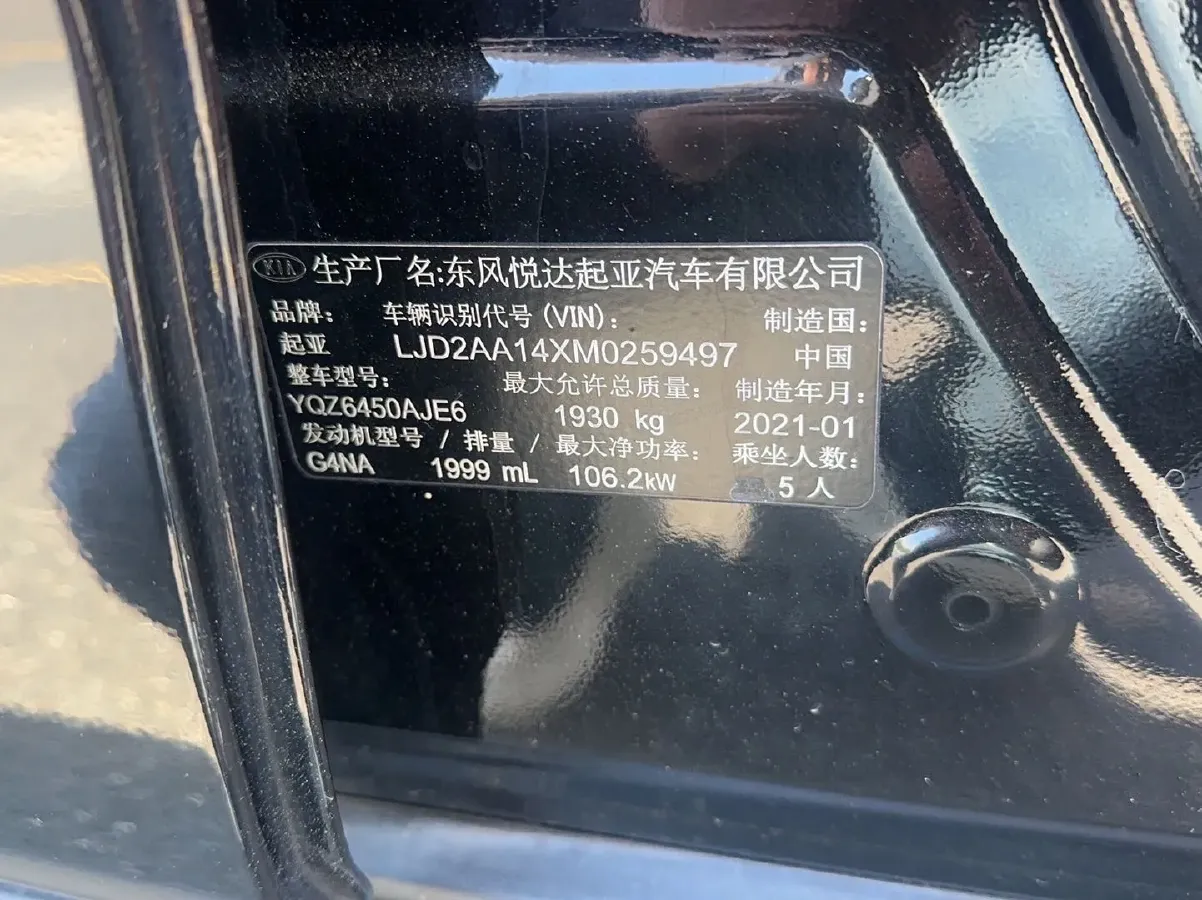 KIA 生产厂名:东风悦达起亚汽车有限公司
品牌: 车辆识别代号 (VIN): 制造国:
起亚 LJD2AA14XM0259497 中国
整车型号: 最大允许总质量: 制造年月:
YQZ6450AJE6 1930 kg 2021-01
发动机型号 / 排量 / 最大净功率: 乘坐人数:
G4NA 1999 mL 106.2kW 5 人